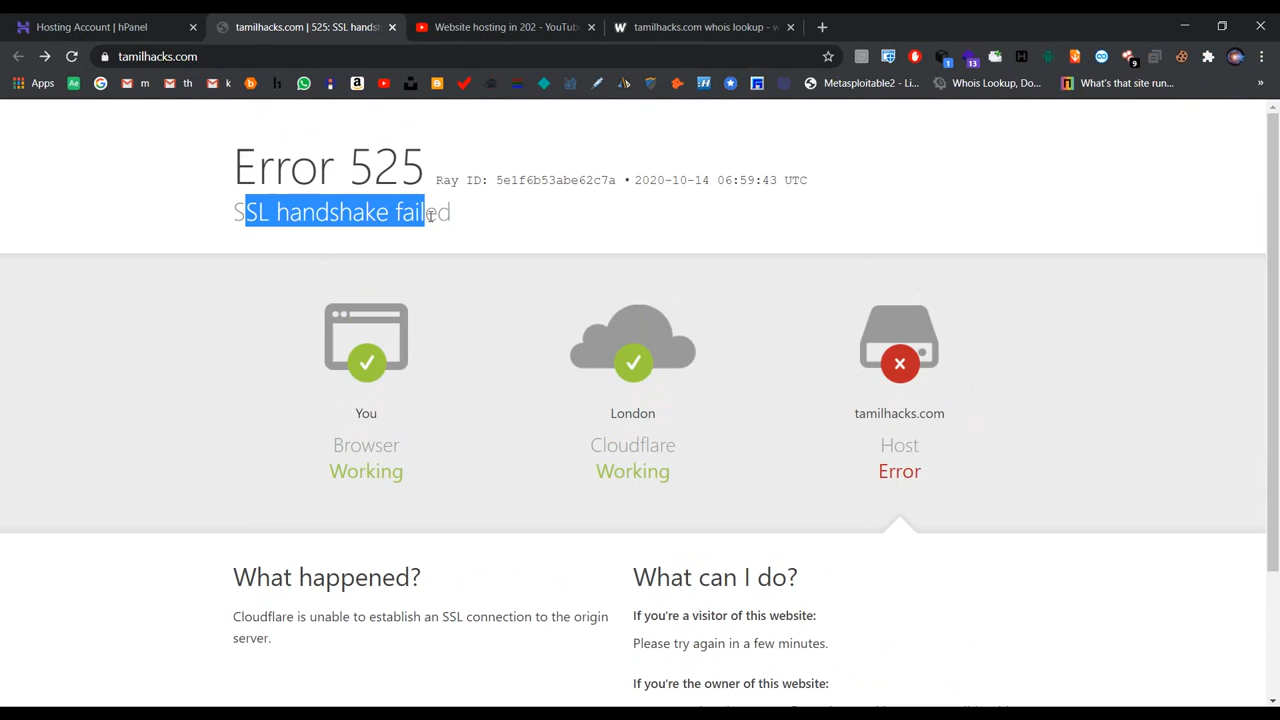 Hosting Account | hPanel
tamilhacks.com | 525: SSL hands
Website hosting in 202 - YouTube
tamilhacks.com whois lookup - w
tamilhacks.com
Apps
m
th
k
Metasploitable2 - Li...
Whois Lookup, Do...
What's that site run...
Error 525 Ray ID: 5e1f6b53abe62c7a • 2020-10-14 06:59:43 UTC
SSL handshake failed
You
Browser
Working
London
Cloudflare
Working
tamilhacks.com
Host
Error
What happened?
Cloudflare is unable to establish an SSL connection to the origin
server.
What can I do?
If you're a visitor of this website:
Please try again in a few minutes.
If you're the owner of this website: